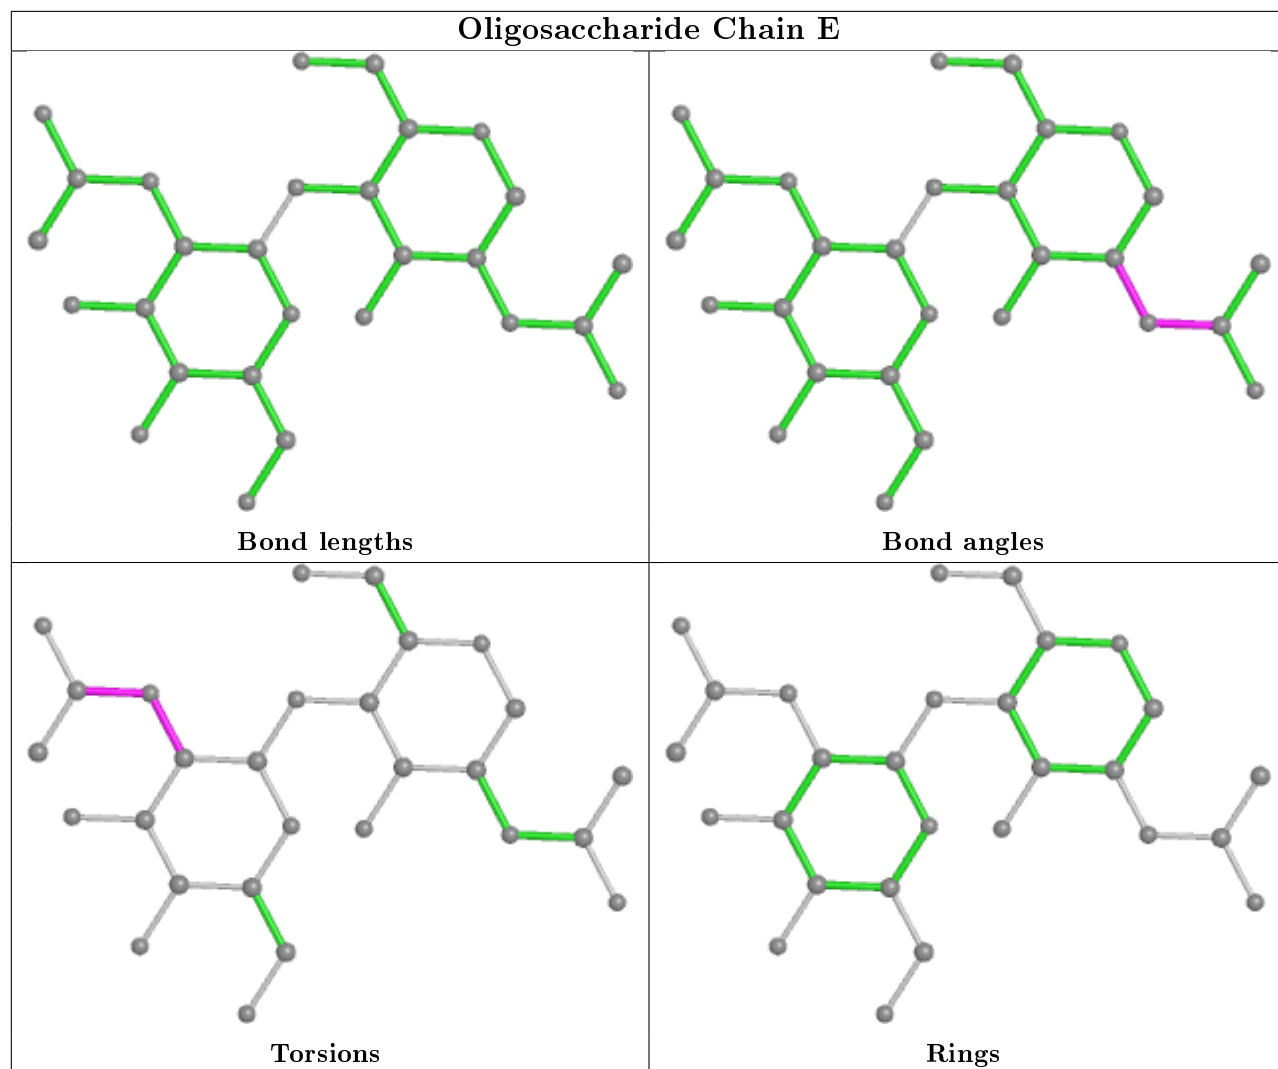 Oligosaccharide Chain E
Bond lengths
Bond angles
Torsions
Rings